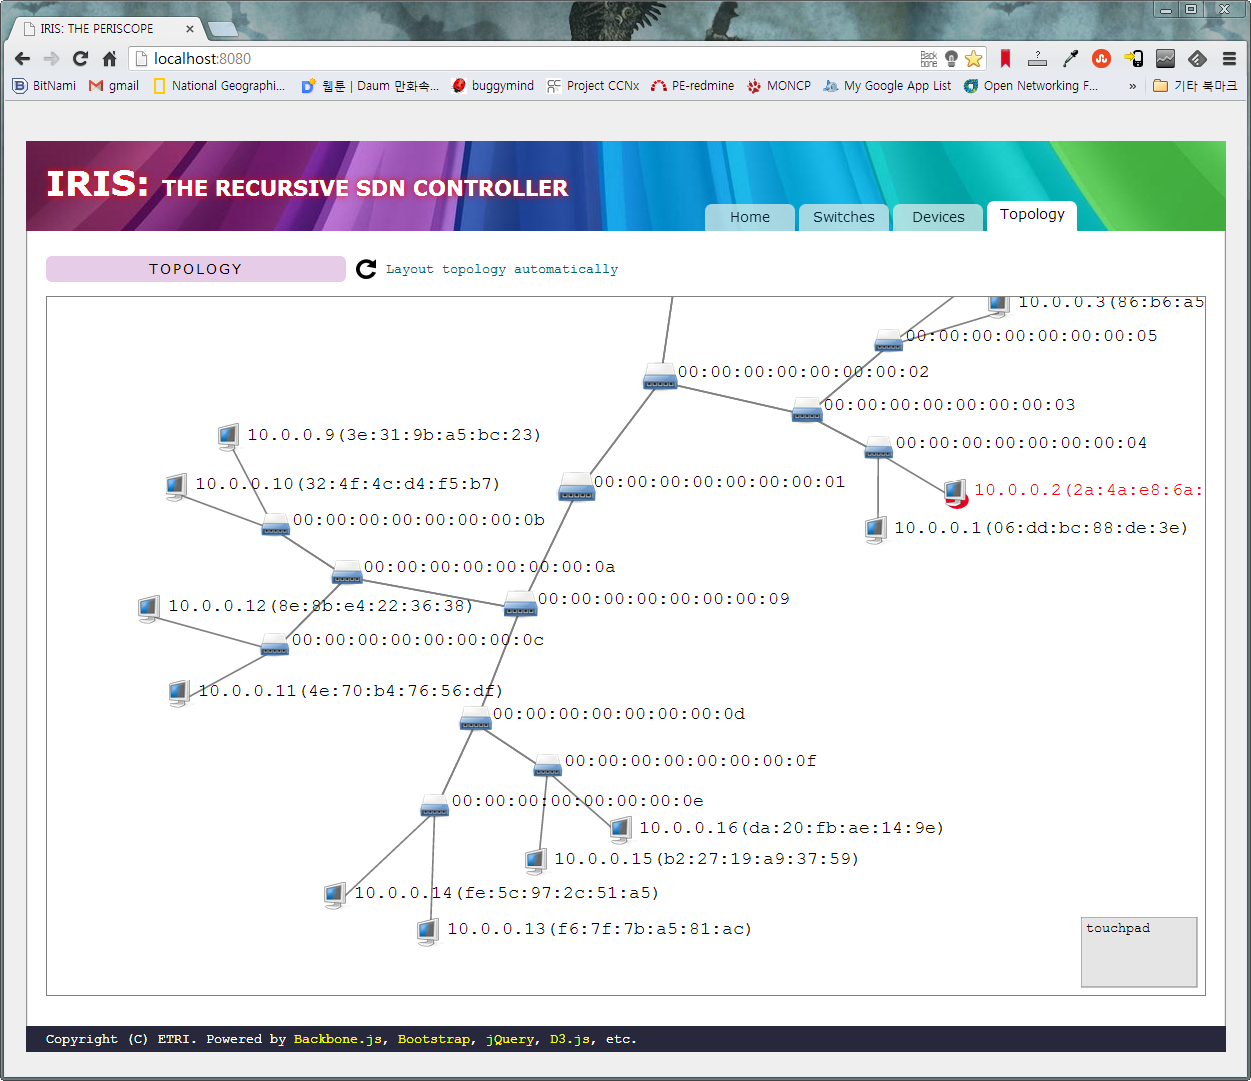 IRIS: THE PERISCOPE
localhost:8080
Back bone
BitNami gmail National Geographi... 웹툰 | Daum 만화속... buggymind Project CCNx PE-redmine MONCP My Google App List Open Networking F... » 기타 북마크
IRIS: THE RECURSIVE SDN CONTROLLER
Home Switches Devices Topology
TOPOLOGY Layout topology automatically
10.0.0.3(86:b6:a5
00:00:00:00:00:00:00:05
00:00:00:00:00:00:00:02
00:00:00:00:00:00:00:03
10.0.0.9(3e:31:9b:a5:bc:23)
00:00:00:00:00:00:00:04
10.0.0.10(32:4f:4c:d4:f5:b7)
00:00:00:00:00:00:00:01
10.0.0.2(2a:4a:e8:6a:
00:00:00:00:00:00:00:0b
10.0.0.1(06:dd:bc:88:de:3e)
00:00:00:00:00:00:00:0a
00:00:00:00:00:00:00:09
10.0.0.12(8e:8b:e4:22:36:38)
00:00:00:00:00:00:00:0c
10.0.0.11(4e:70:b4:76:56:df)
00:00:00:00:00:00:00:0d
00:00:00:00:00:00:00:0f
00:00:00:00:00:00:00:0e
10.0.0.16(da:20:fb:ae:14:9e)
10.0.0.15(b2:27:19:a9:37:59)
10.0.0.14(fe:5c:97:2c:51:a5)
10.0.0.13(f6:7f:7b:a5:81:ac)
touchpad
Copyright (C) ETRI. Powered by Backbone.js, Bootstrap, jQuery, D3.js, etc.